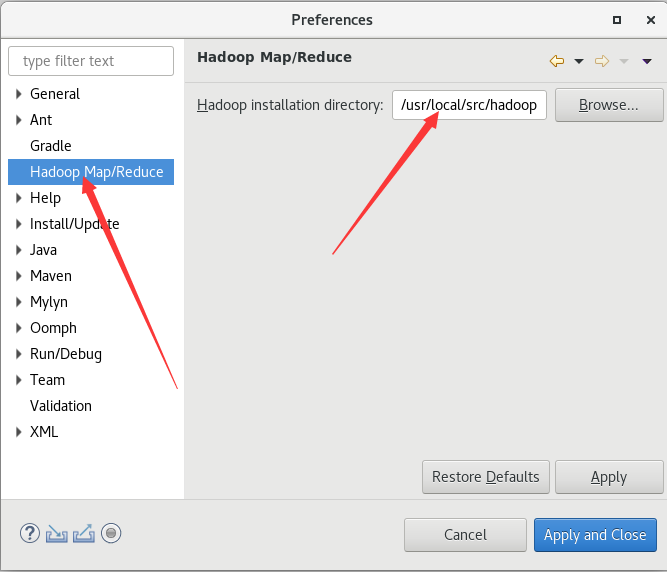 Preferences
type filter text
General
Ant
Gradle
Hadoop Map/Reduce
Help
Install/Update
Java
Maven
Mylyn
Oomph
Run/Debug
Team
Validation
XML
Hadoop Map/Reduce
Hadoop installation directory: /usr/local/src/hadoop Browse...
Restore Defaults Apply
Cancel Apply and Close